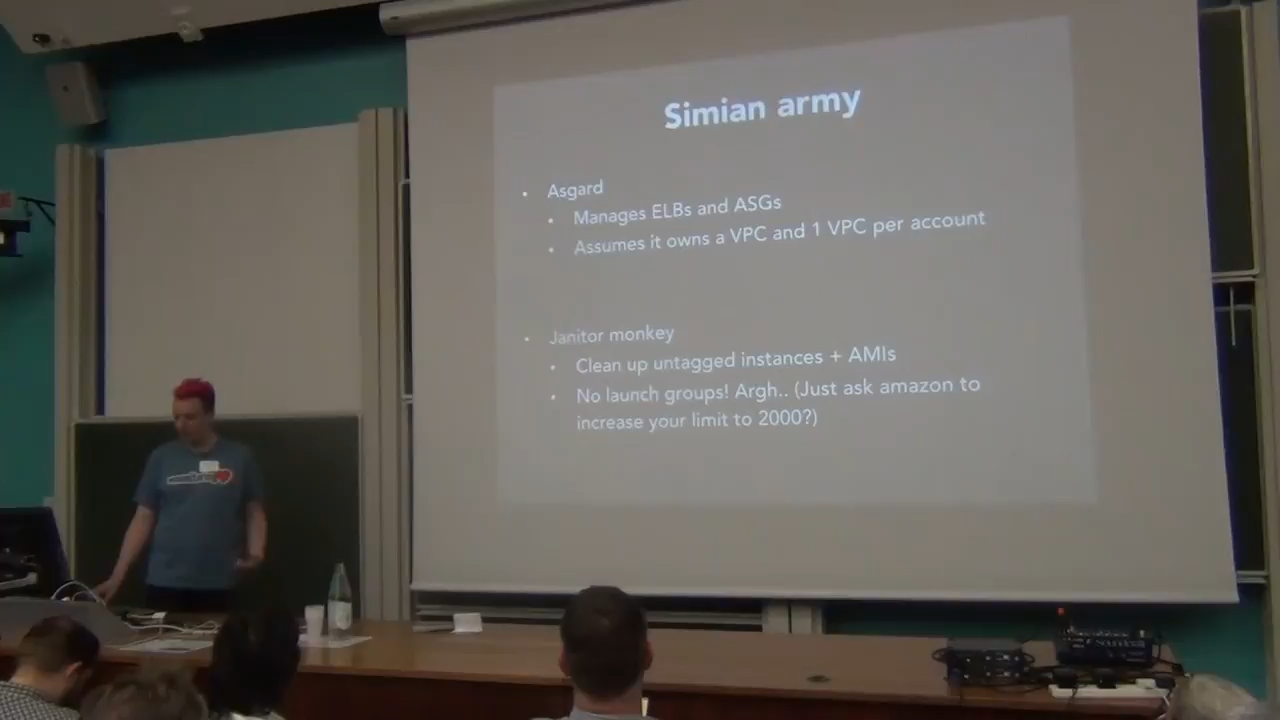 Simian army
• Asgard
• Manages ELBs and ASGs
• Assumes it owns a VPC and 1 VPC per account
• Janitor monkey
• Clean up untagged instances + AMIs
• No launch groups! Argh.. (Just ask amazon to
increase your limit to 2000?)